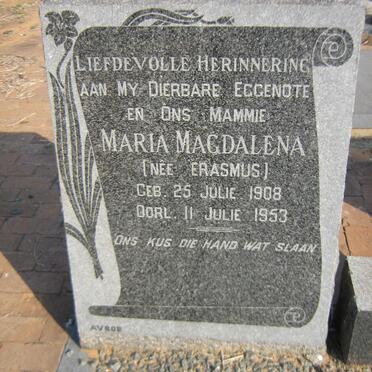 LIEFDEVOLLE HERINNERING
AAN MY DIERBARE EGGENOTE
EN ONS MAMMIE
MARIA MAGDALENA
(NÉE ERASMUS)
GEB. 25 JULIE 1908
OORL. 11 JULIE 1953
ONS KUS DIE HAND WAT SLAAN